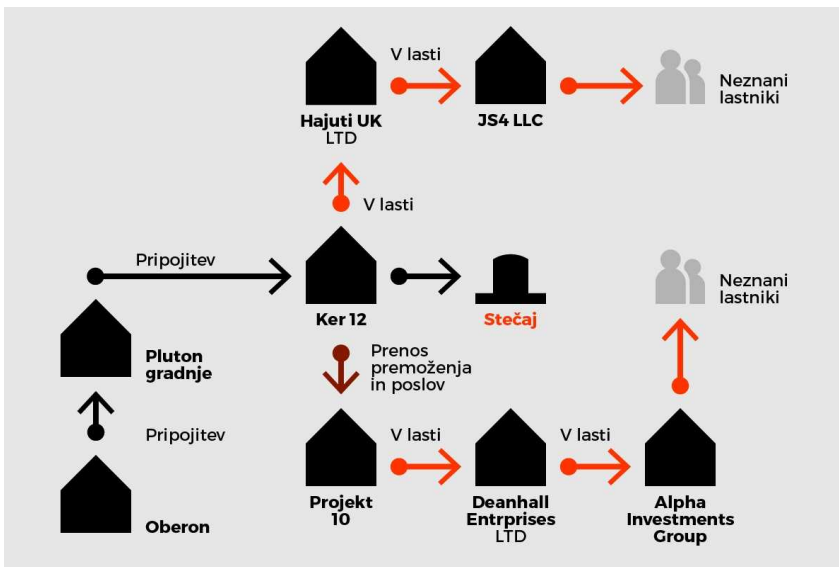 V lasti
Hajuti UK
LTD
JS4 LLC
Neznani
lastniki
V lasti
Pripojitev
Ker 12
Stečaj
Neznani
lastniki
Pluton
gradnje
Prenos
premoženja
in poslov
Pripojitev
V lasti
V lasti
Oberon
Projekt
10
Deanhall
Entrprises
LTD
Alpha
Investments
Group